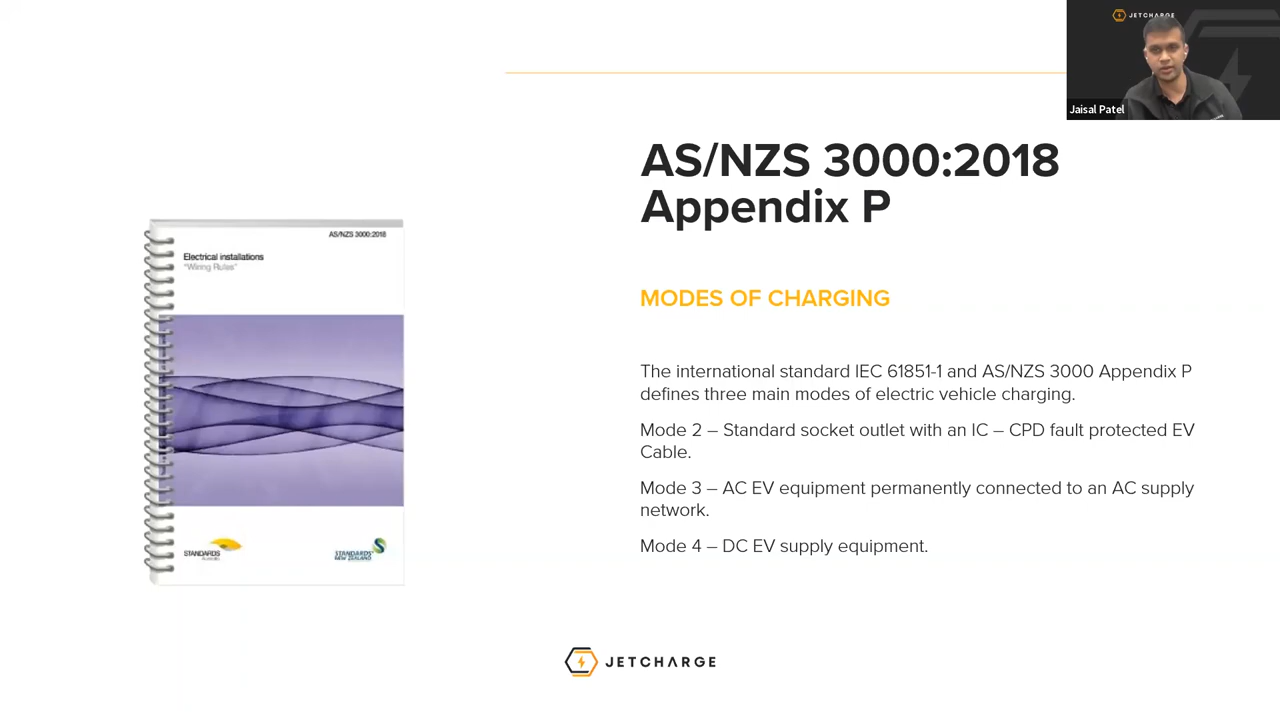 JETCHARGE
Jaisal Patel
AS/NZS 3000:2018
Appendix P
MODES OF CHARGING
The international standard IEC 61851-1 and AS/NZS 3000 Appendix P
defines three main modes of electric vehicle charging.
Mode 2 – Standard socket outlet with an IC – CPD fault protected EV
Cable.
Mode 3 – AC EV equipment permanently connected to an AC supply
network.
Mode 4 – DC EV supply equipment.
AS/NZS 3000:2018
Electrical installations
"Wiring Rules"
STANDARDS
STANDARDS
NEW ZEALAND
JETCHARGE